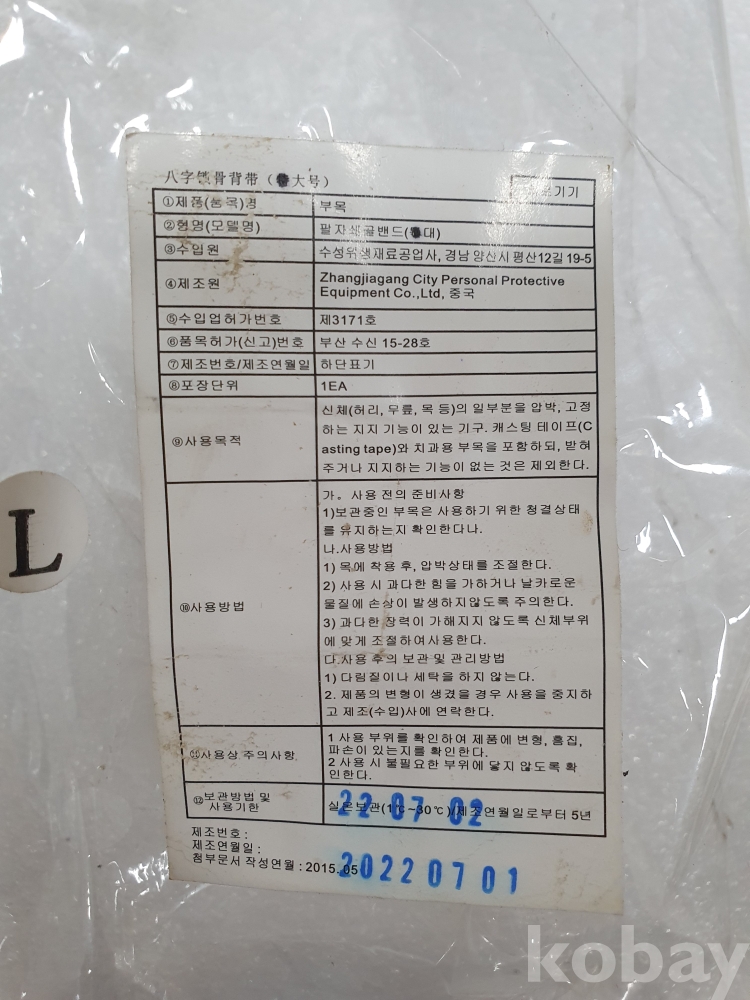 八字 骨背带 ( 大号)
기기
①제품(품목)명 부목
②형명(모델명) 팔자쇄골밴드( 대)
③수입원 수성위생재료공업사, 경남 양산시 평산12길 19-5
④제조원 Zhangjiagang City Personal Protective
Equipment Co.,Ltd, 중국
⑤수입업허가번호 제3171호
⑥품목허가(신고)번호 부산 수신 15-28호
⑦제조번호/제조연월일 하단표기
⑧포장단위 1EA
⑨사용목적
신체(허리, 무릎, 목 등)의 일부분을 압박, 고정
하는 지지 기능이 있는 기구. 캐스팅 테이프(C
asting tape)와 치과용 부목을 포함하되, 받혀
주거나 지지하는 기능이 없는 것은 제외한다.
⑩사용방법
가。사용 전의 준비사항
1)보관중인 부목은 사용하기 위한 청결상태
를 유지하는지 확인한다나.
나.사용방법
1) 목에 착용 후, 압박상태를 조절한다.
2) 사용 시 과다한 힘을 가하거나 날카로운
물질에 손상이 발생하지않도록 주의한다.
3) 과다한 장력이 가해지지 않도록 신체부위
에 맞게 조절하여사용한다.
다.사용 후의 보관 및 관리방법
1) 다림질이나 세탁을 하지 않는다.
2. 제품의 변형이 생겼을 경우 사용을 중지하
고 제조(수입)사에 연락한다.
⑪사용상 주의사항
1 사용 부위를 확인하여 제품에 변형, 흠집,
파손이 있는지를 확인한다.
2 사용 시 불필요한 부위에 닿지 않도록 확
인한다.
⑫보관방법 및
사용기한
실온보관(1℃~30℃)/제조연월일로부터 5년
22 07 02
제조번호 :
제조연월일 :
첨부문서 작성연월 : 2015. 05
20220701
L
kobay